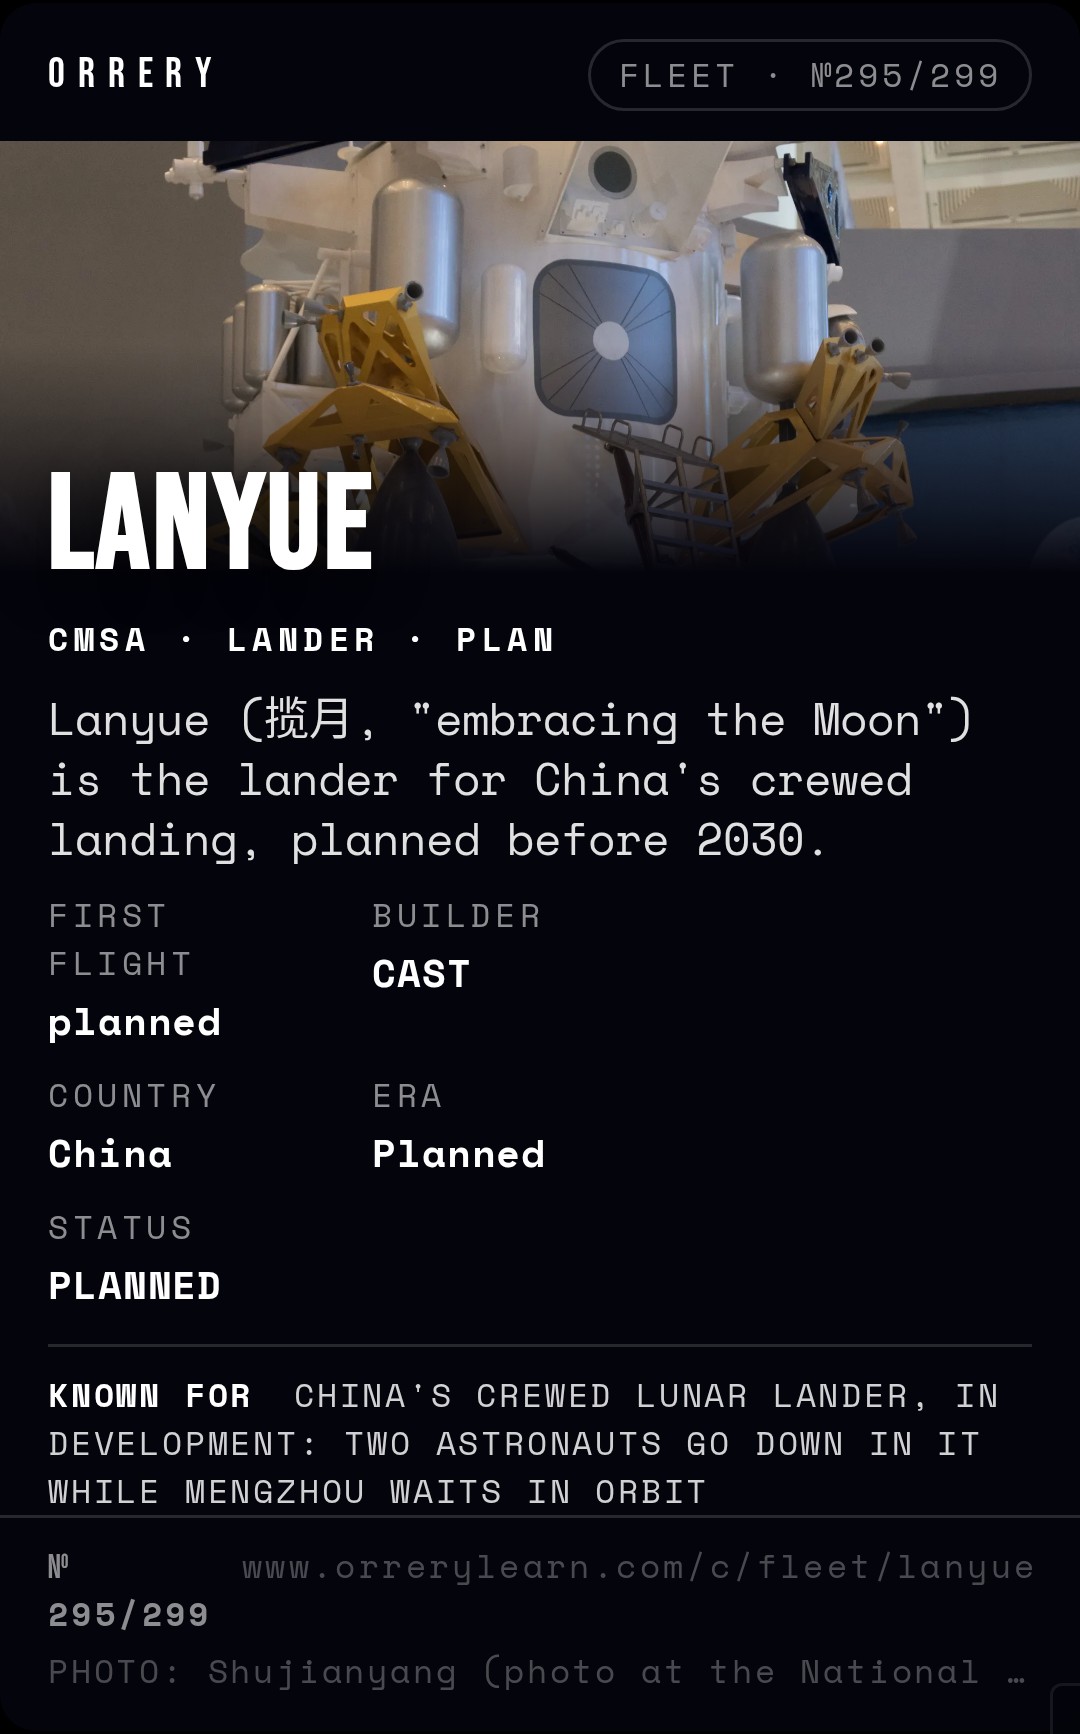 ORRERY
FLEET · №295/299
LANYUE
CMSA · LANDER · PLAN
Lanyue (揽月, "embracing the Moon")
is the lander for China's crewed
landing, planned before 2030.
FIRST
FLIGHT
planned
BUILDER
CAST
COUNTRY
China
ERA
Planned
STATUS
PLANNED
KNOWN FOR CHINA'S CREWED LUNAR LANDER, IN
DEVELOPMENT: TWO ASTRONAUTS GO DOWN IN IT
WHILE MENGZHOU WAITS IN ORBIT
№
295/299
www.orrerylearn.com/c/fleet/lanyue
PHOTO: Shujianyang (photo at the National …